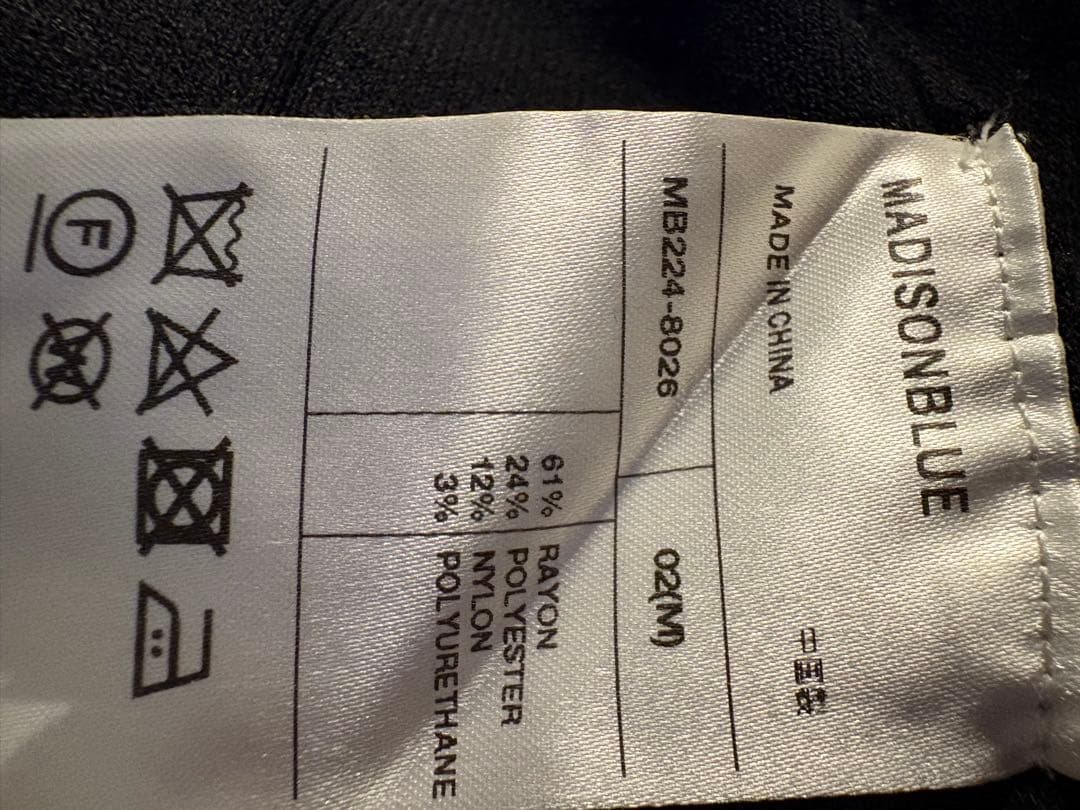 MADISONBLUE
MADE IN CHINA 中国製
MB224-8026 02(M)
61% RAYON
24% POLYESTER
12% NYLON
3% POLYURETHANE
F W